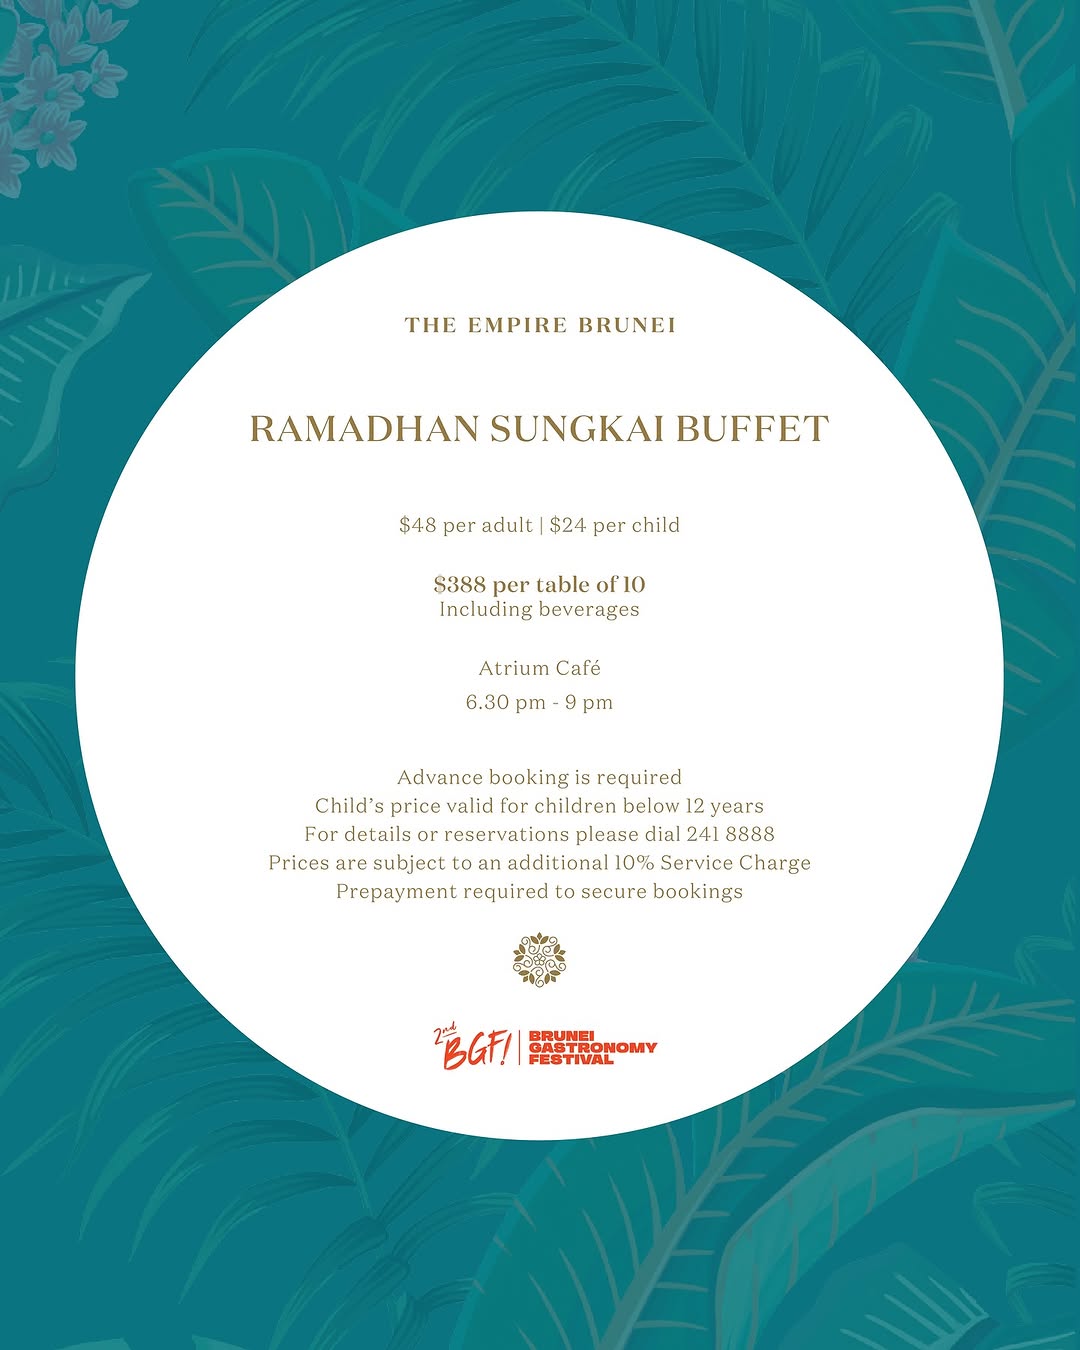 THE EMPIRE BRUNEI
RAMADHAN SUNGKAI BUFFET
$48 per adult | $24 per child
$388 per table of 10
Including beverages
Atrium Café
6.30 pm - 9 pm
Advance booking is required
Child's price valid for children below 12 years
For details or reservations please dial 241 8888
Prices are subject to an additional 10% Service Charge
Prepayment required to secure bookings
2nd BGF!
BRUNEI
GASTRONOMY
FESTIVAL